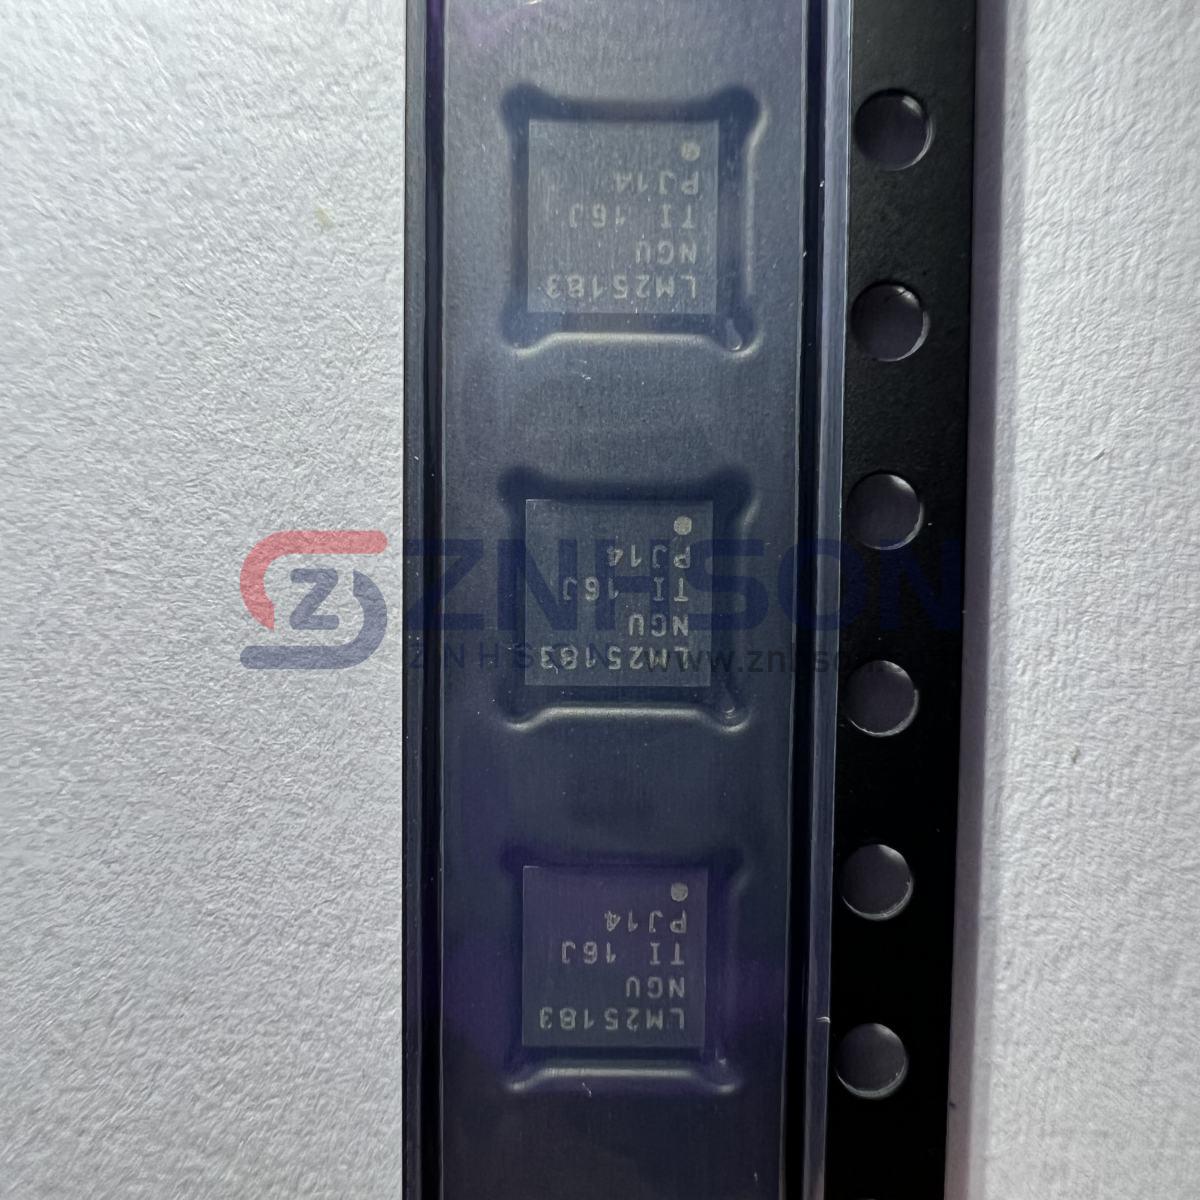 LM25183
NGU
TI 16J
PJ14
LM25183
NGU
TI 16J
PJ14
LM25183
NGU
TI 16J
PJ14
Z
ZNHSON